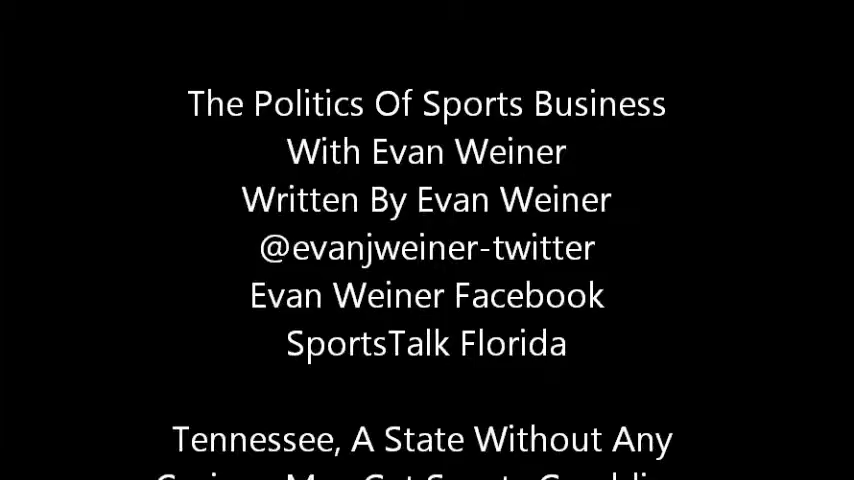 The Politics Of Sports Business
With Evan Weiner
Written By Evan Weiner
@evanjweiner-twitter
Evan Weiner Facebook
SportsTalk Florida
Tennessee, A State Without Any